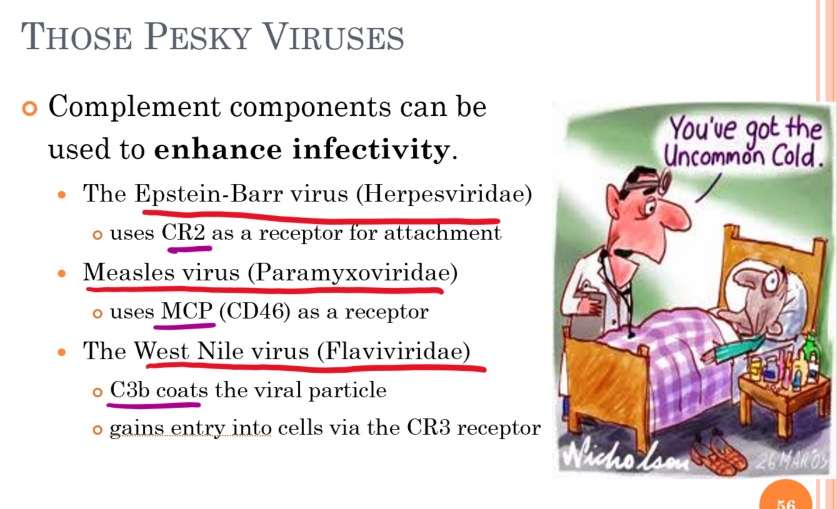 THOSE PESKY VIRUSES
Complement components can be
used to enhance infectivity.
The Epstein-Barr virus (Herpesviridae)
uses CR2 as a receptor for attachment
Measles virus (Paramyxoviridae)
uses MCP (CD46) as a receptor
The West Nile virus (Flaviviridae)
C3b coats the viral particle
gains entry into cells via the CR3 receptor
You've got the
Uncommon Cold.
Nicholson
26 MAR'05
56